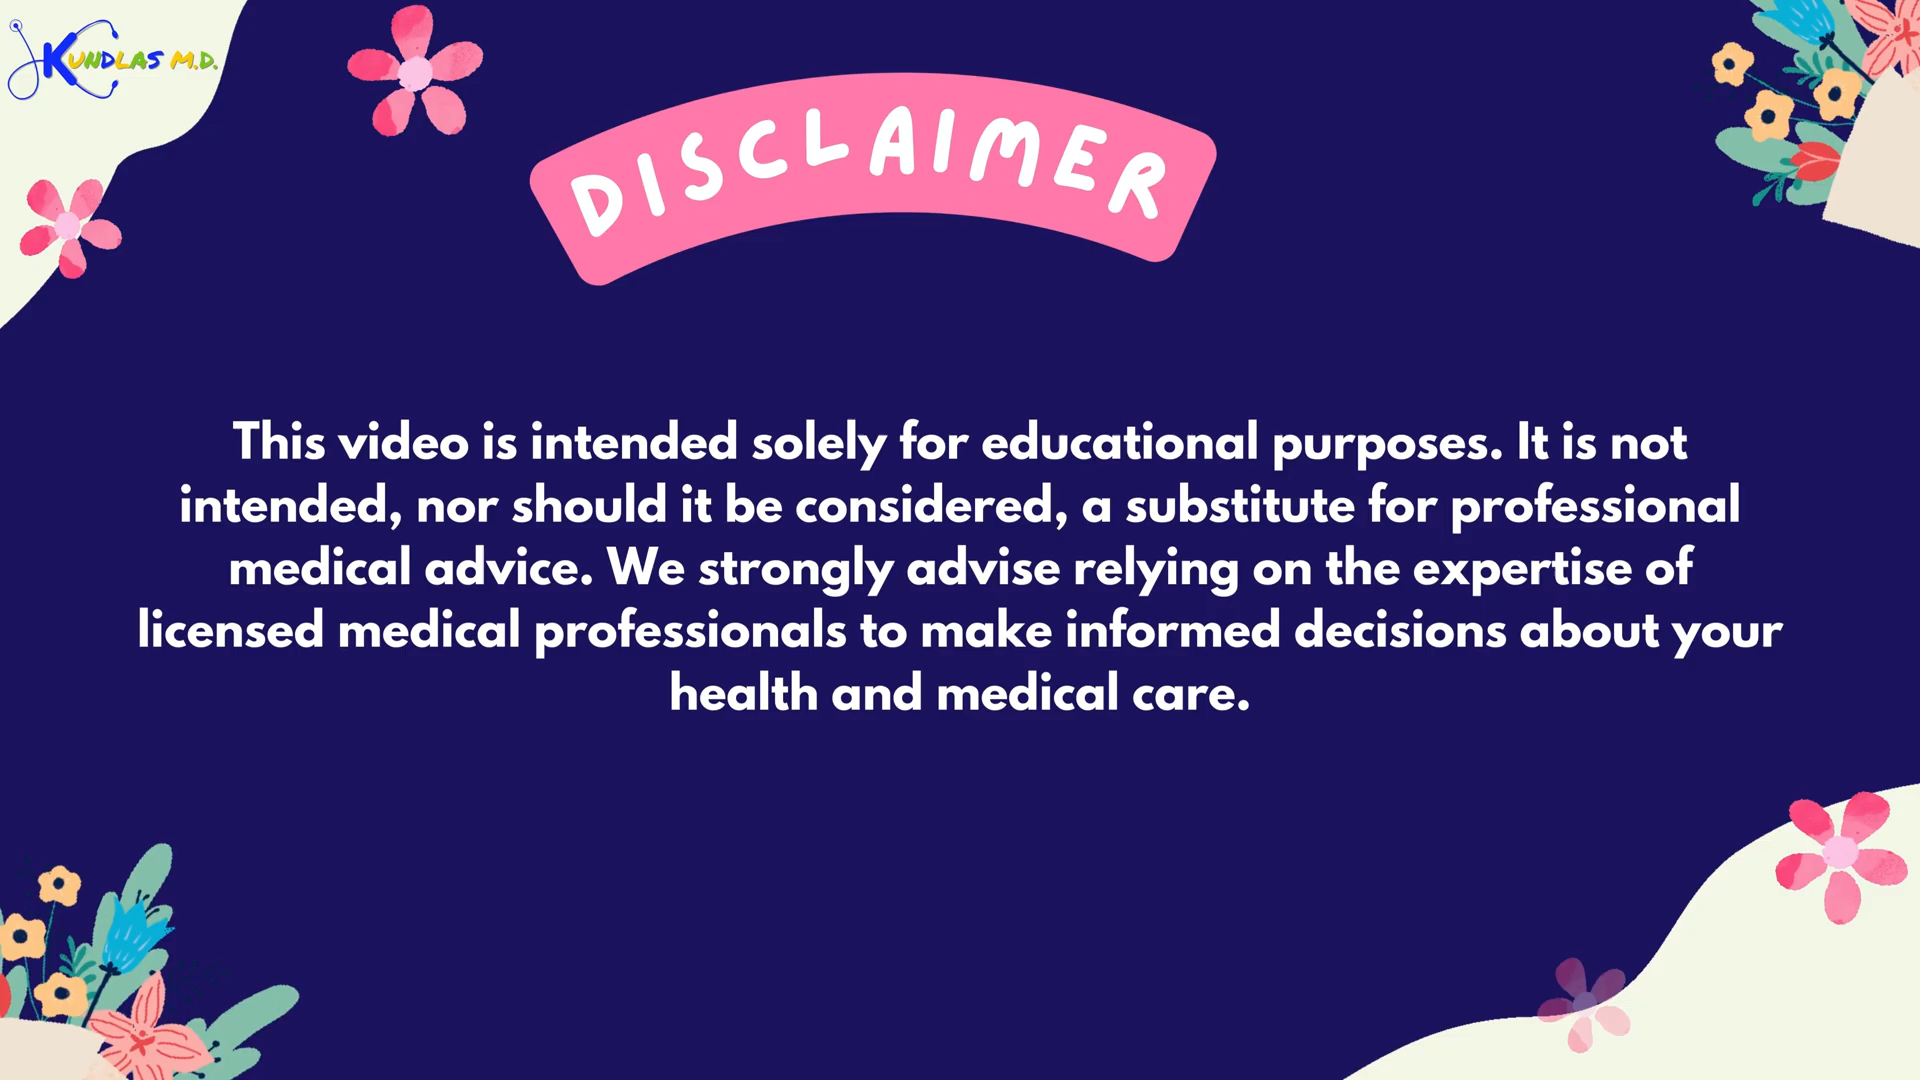 KUNDLAS M.D.
DISCLAIMER
This video is intended solely for educational purposes. It is not
intended, nor should it be considered, a substitute for professional
medical advice. We strongly advise relying on the expertise of
licensed medical professionals to make informed decisions about your
health and medical care.